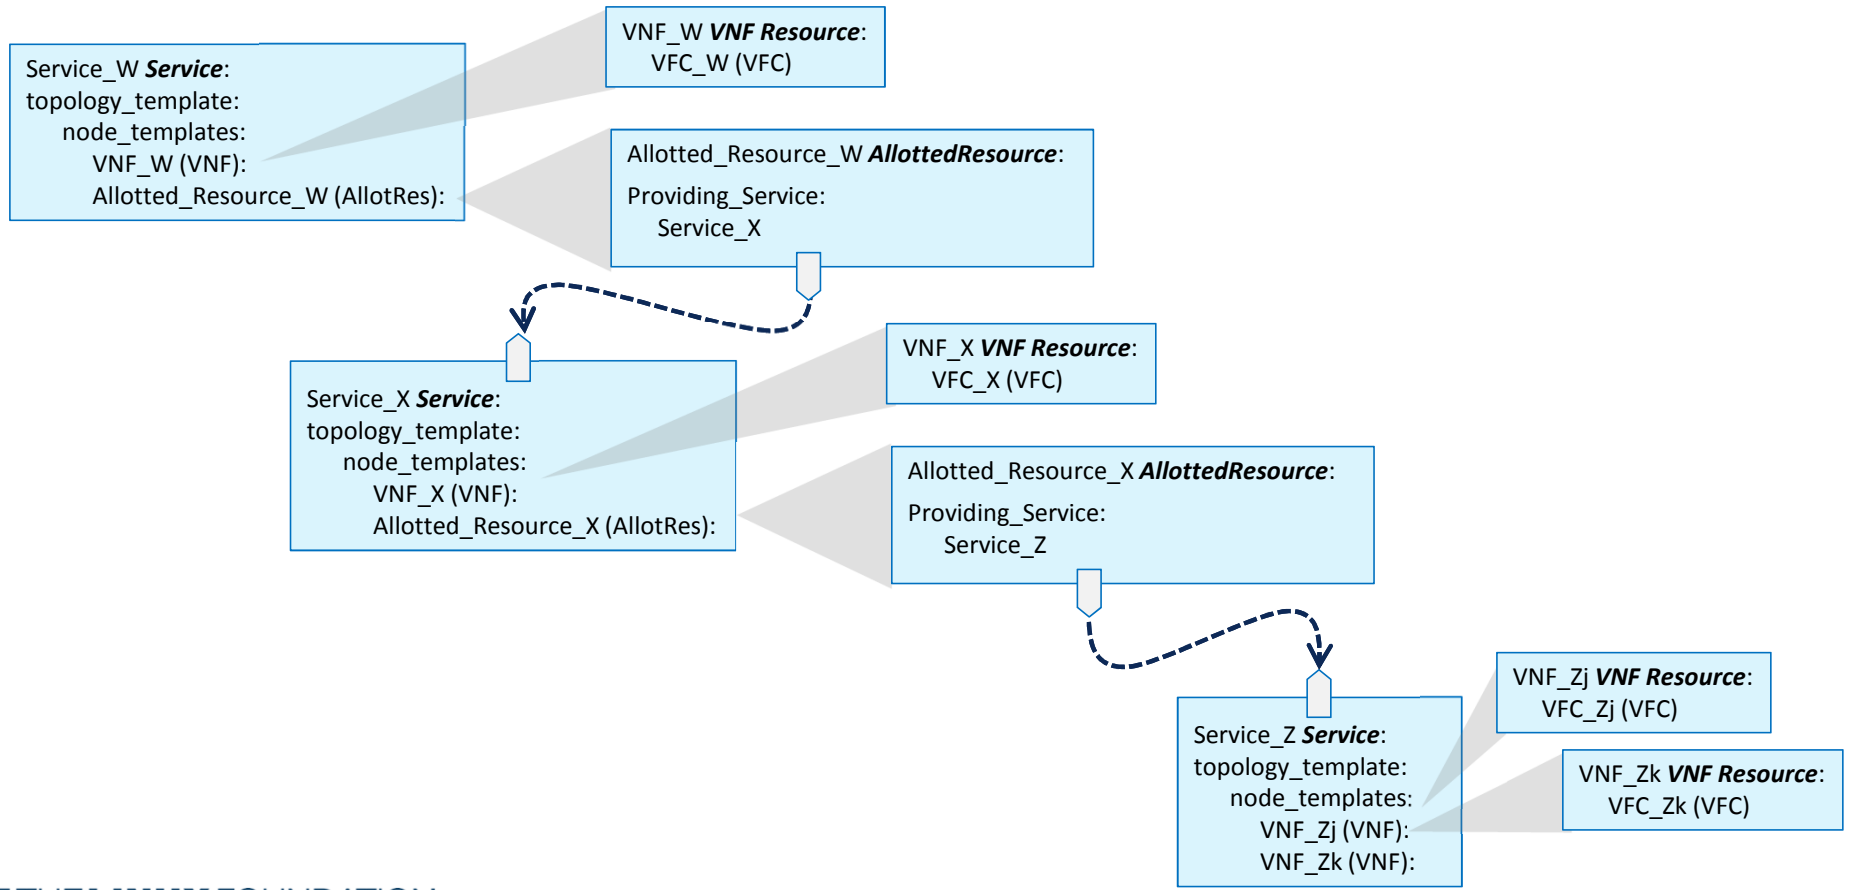 Service_W Service:
topology_template:
node_templates:
VNF_W (VNF):
Allotted_Resource_W (AllotRes):
VNF_W VNF Resource:
VFC_W (VFC)
Allotted_Resource_W AllottedResource:
Providing_Service:
Service_X
Service_X Service:
topology_template:
node_templates:
VNF_X (VNF):
Allotted_Resource_X (AllotRes):
VNF_X VNF Resource:
VFC_X (VFC)
Allotted_Resource_X AllottedResource:
Providing_Service:
Service_Z
Service_Z Service:
topology_template:
node_templates:
VNF_Zj (VNF):
VNF_Zk (VNF):
VNF_Zj VNF Resource:
VFC_Zj (VFC)
VNF_Zk VNF Resource:
VFC_Zk (VFC)